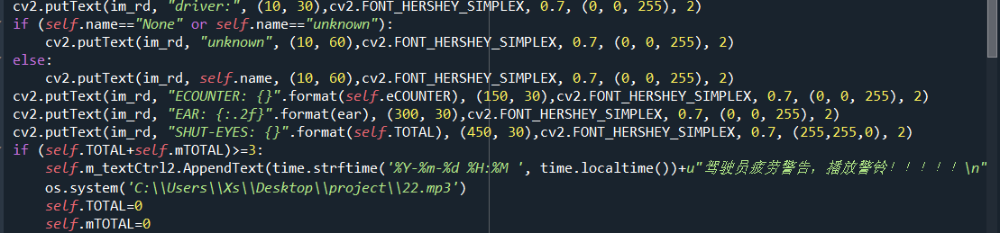 cv2.putText(im_rd, "driver:", (10, 30),cv2.FONT_HERSHEY_SIMPLEX, 0.7, (0, 0, 255), 2)
if (self.name=="None" or self.name=="unknown"):
    cv2.putText(im_rd, "unknown", (10, 60),cv2.FONT_HERSHEY_SIMPLEX, 0.7, (0, 0, 255), 2)
else:
    cv2.putText(im_rd, self.name, (10, 60),cv2.FONT_HERSHEY_SIMPLEX, 0.7, (0, 0, 255), 2)
cv2.putText(im_rd, "ECOUNTER: {}".format(self.eCOUNTER), (150, 30),cv2.FONT_HERSHEY_SIMPLEX, 0.7, (0, 0, 255), 2)
cv2.putText(im_rd, "EAR: {:.2f}".format(ear), (300, 30),cv2.FONT_HERSHEY_SIMPLEX, 0.7, (0, 0, 255), 2)
cv2.putText(im_rd, "SHUT-EYES: {}".format(self.TOTAL), (450, 30),cv2.FONT_HERSHEY_SIMPLEX, 0.7, (255,255,0), 2)
if (self.TOTAL+self.mTOTAL)>=3:
    self.m_textCtrl2.AppendText(time.strftime('%Y-%m-%d %H:%M ', time.localtime())+u"驾驶员疲劳警告，播放警铃！！！！！\n"
    os.system('C:\\Users\\Xs\\Desktop\\project\\22.mp3')
    self.TOTAL=0
    self.mTOTAL=0